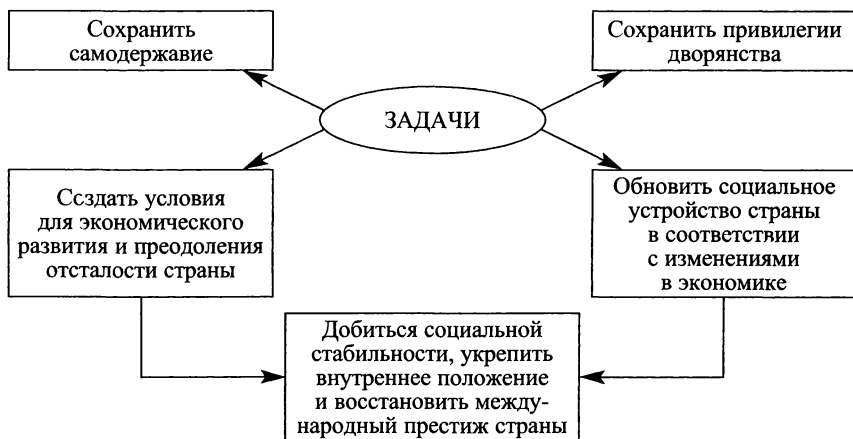 Сохранить
самодержавие
Сохранить привилегии
дворянства
ЗАДАЧИ
Создать условия
для экономического
развития и преодоления
отсталости страны
Обновить социальное
устройство страны
в соответствии
с изменениями
в экономике
Добиться социальной
стабильности, укрепить
внутреннее положение
и восстановить между-
народный престиж страны